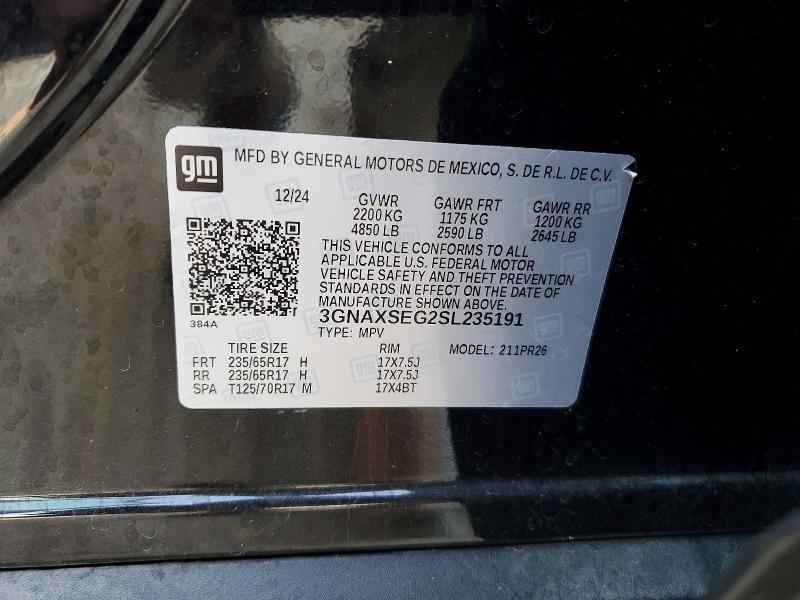 gm
MFD BY GENERAL MOTORS DE MEXICO, S. DE R.L. DE C.V.
12/24 GVWR GAWR FRT GAWR RR
2200 KG 1175 KG 1200 KG
4850 LB 2590 LB 2645 LB
THIS VEHICLE CONFORMS TO ALL
APPLICABLE U.S. FEDERAL MOTOR
VEHICLE SAFETY AND THEFT PREVENTION
STANDARDS IN EFFECT ON THE DATE OF
MANUFACTURE SHOWN ABOVE.
384A
3GNAXSEG2SL235191
TYPE: MPV
TIRE SIZE RIM MODEL: 211PR26
FRT 235/65R17 H 17X7.5J
RR 235/65R17 H 17X7.5J
SPA T125/70R17 M 17X4BT